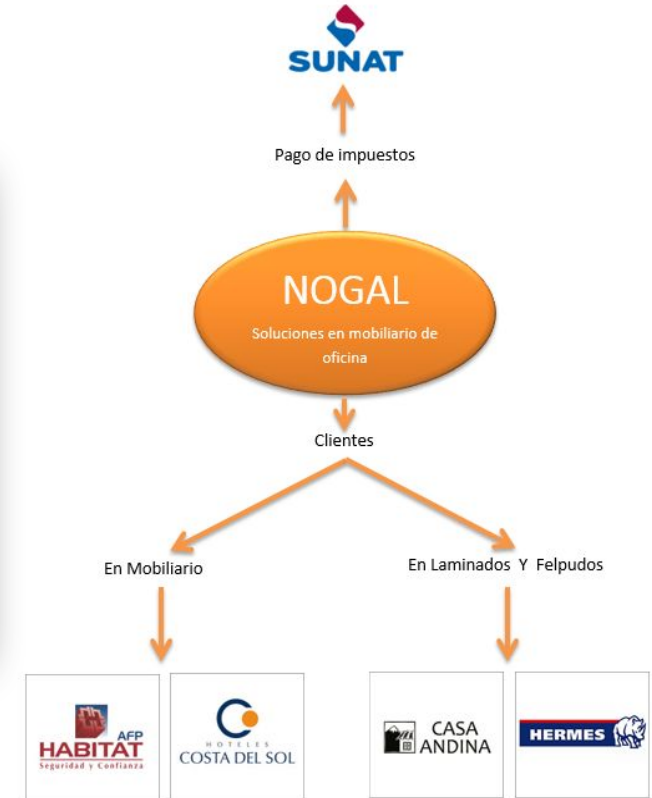 SUNAT
Pago de impuestos
NOGAL
Soluciones en mobiliario de
oficina
Clientes
En Mobiliario
En Laminados Y Felpudos
AFP
HABITAT
Seguridad y Confianza
HOTELES
COSTA DEL SOL
CASA
ANDINA
HERMES